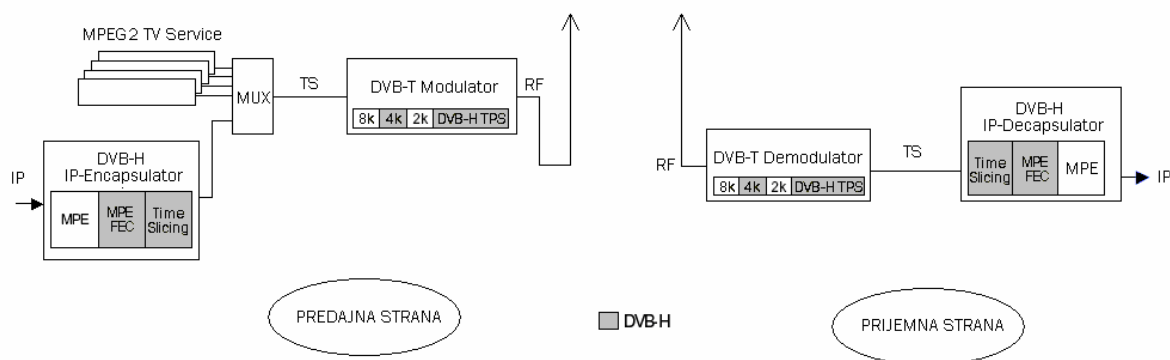 MPEG2 TV Service
MUX
TS
DVB-T Modulator
8k 4k 2k DVB-H TPS
RF
IP
DVB-H
IP-Encapsulator
MPE
MPE
FEC
Time
Slicing
RF
DVB-T Demodulator
8k 4k 2k DVB-H TPS
TS
DVB-H
IP-Decapsulator
Time
Slicing
MPE
FEC
MPE
IP
PREDAJNA STRANA
DVB-H
PRIJEMNA STRANA